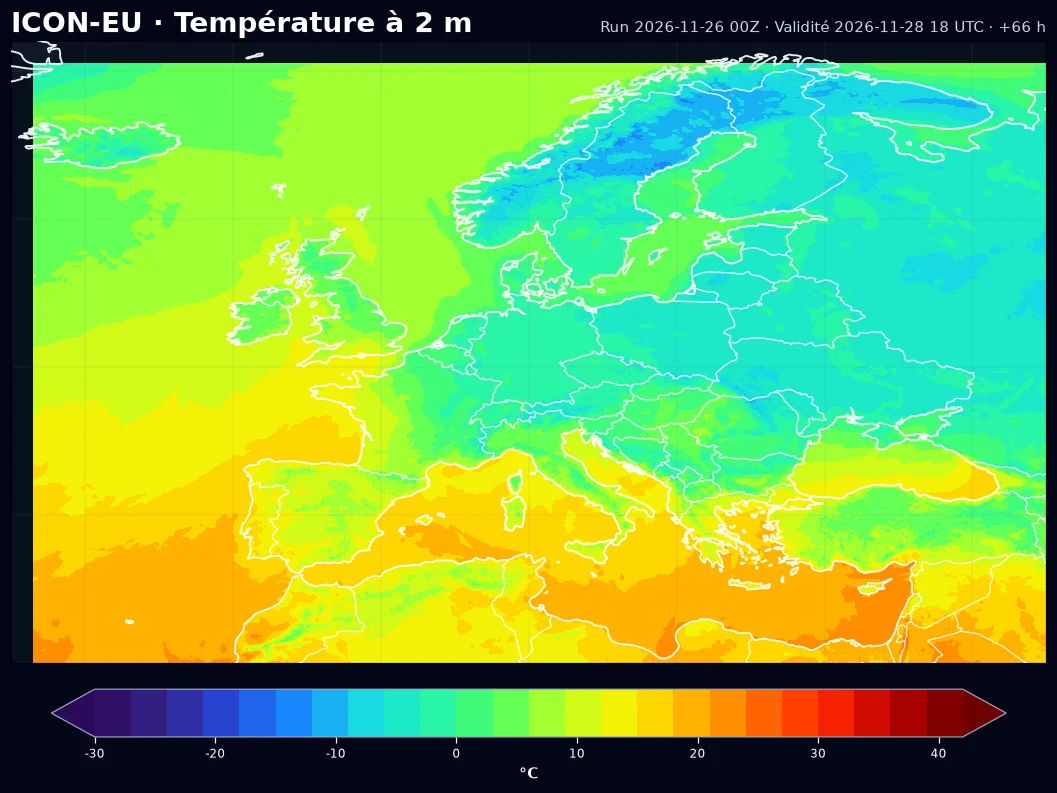 ICON-EU · Température à 2 m
Run 2026-11-26 00Z · Validité 2026-11-28 18 UTC · +66 h
-30 -20 -10 0 10 20 30 40
°C